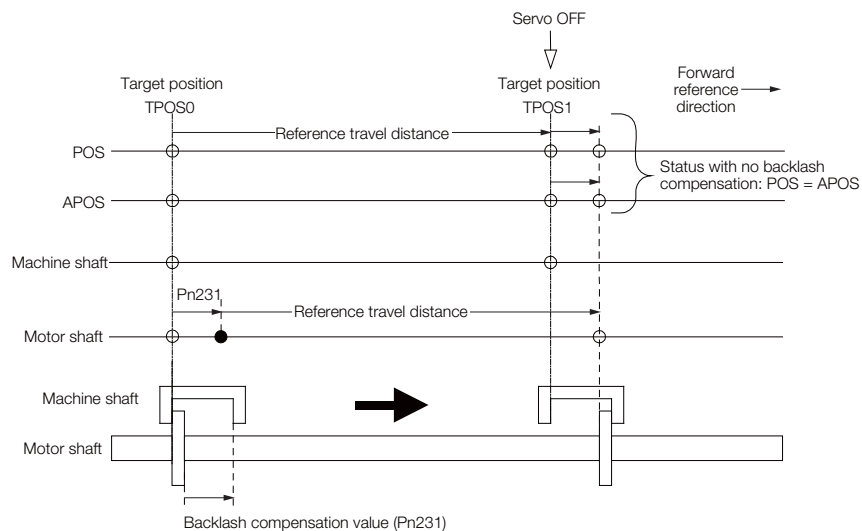 Servo OFF
Target position
TPOS0
Target position
TPOS1
Forward
reference
direction
Reference travel distance
POS
Status with no backlash
compensation: POS = APOS
APOS
Machine shaft
Pn231
Reference travel distance
Motor shaft
Machine shaft
Motor shaft
Backlash compensation value (Pn231)